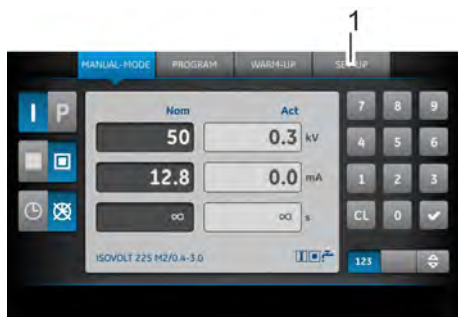 1
MANUAL-MODE PROGRAM WARM-UP SETUP
I P
Nom Act
50 0.3 kV
12.8 0.0 mA
∞ ∞ s
ISOVOLT 225 M2/0.4-3.0
7 8 9
4 5 6
1 2 3
CL 0
123